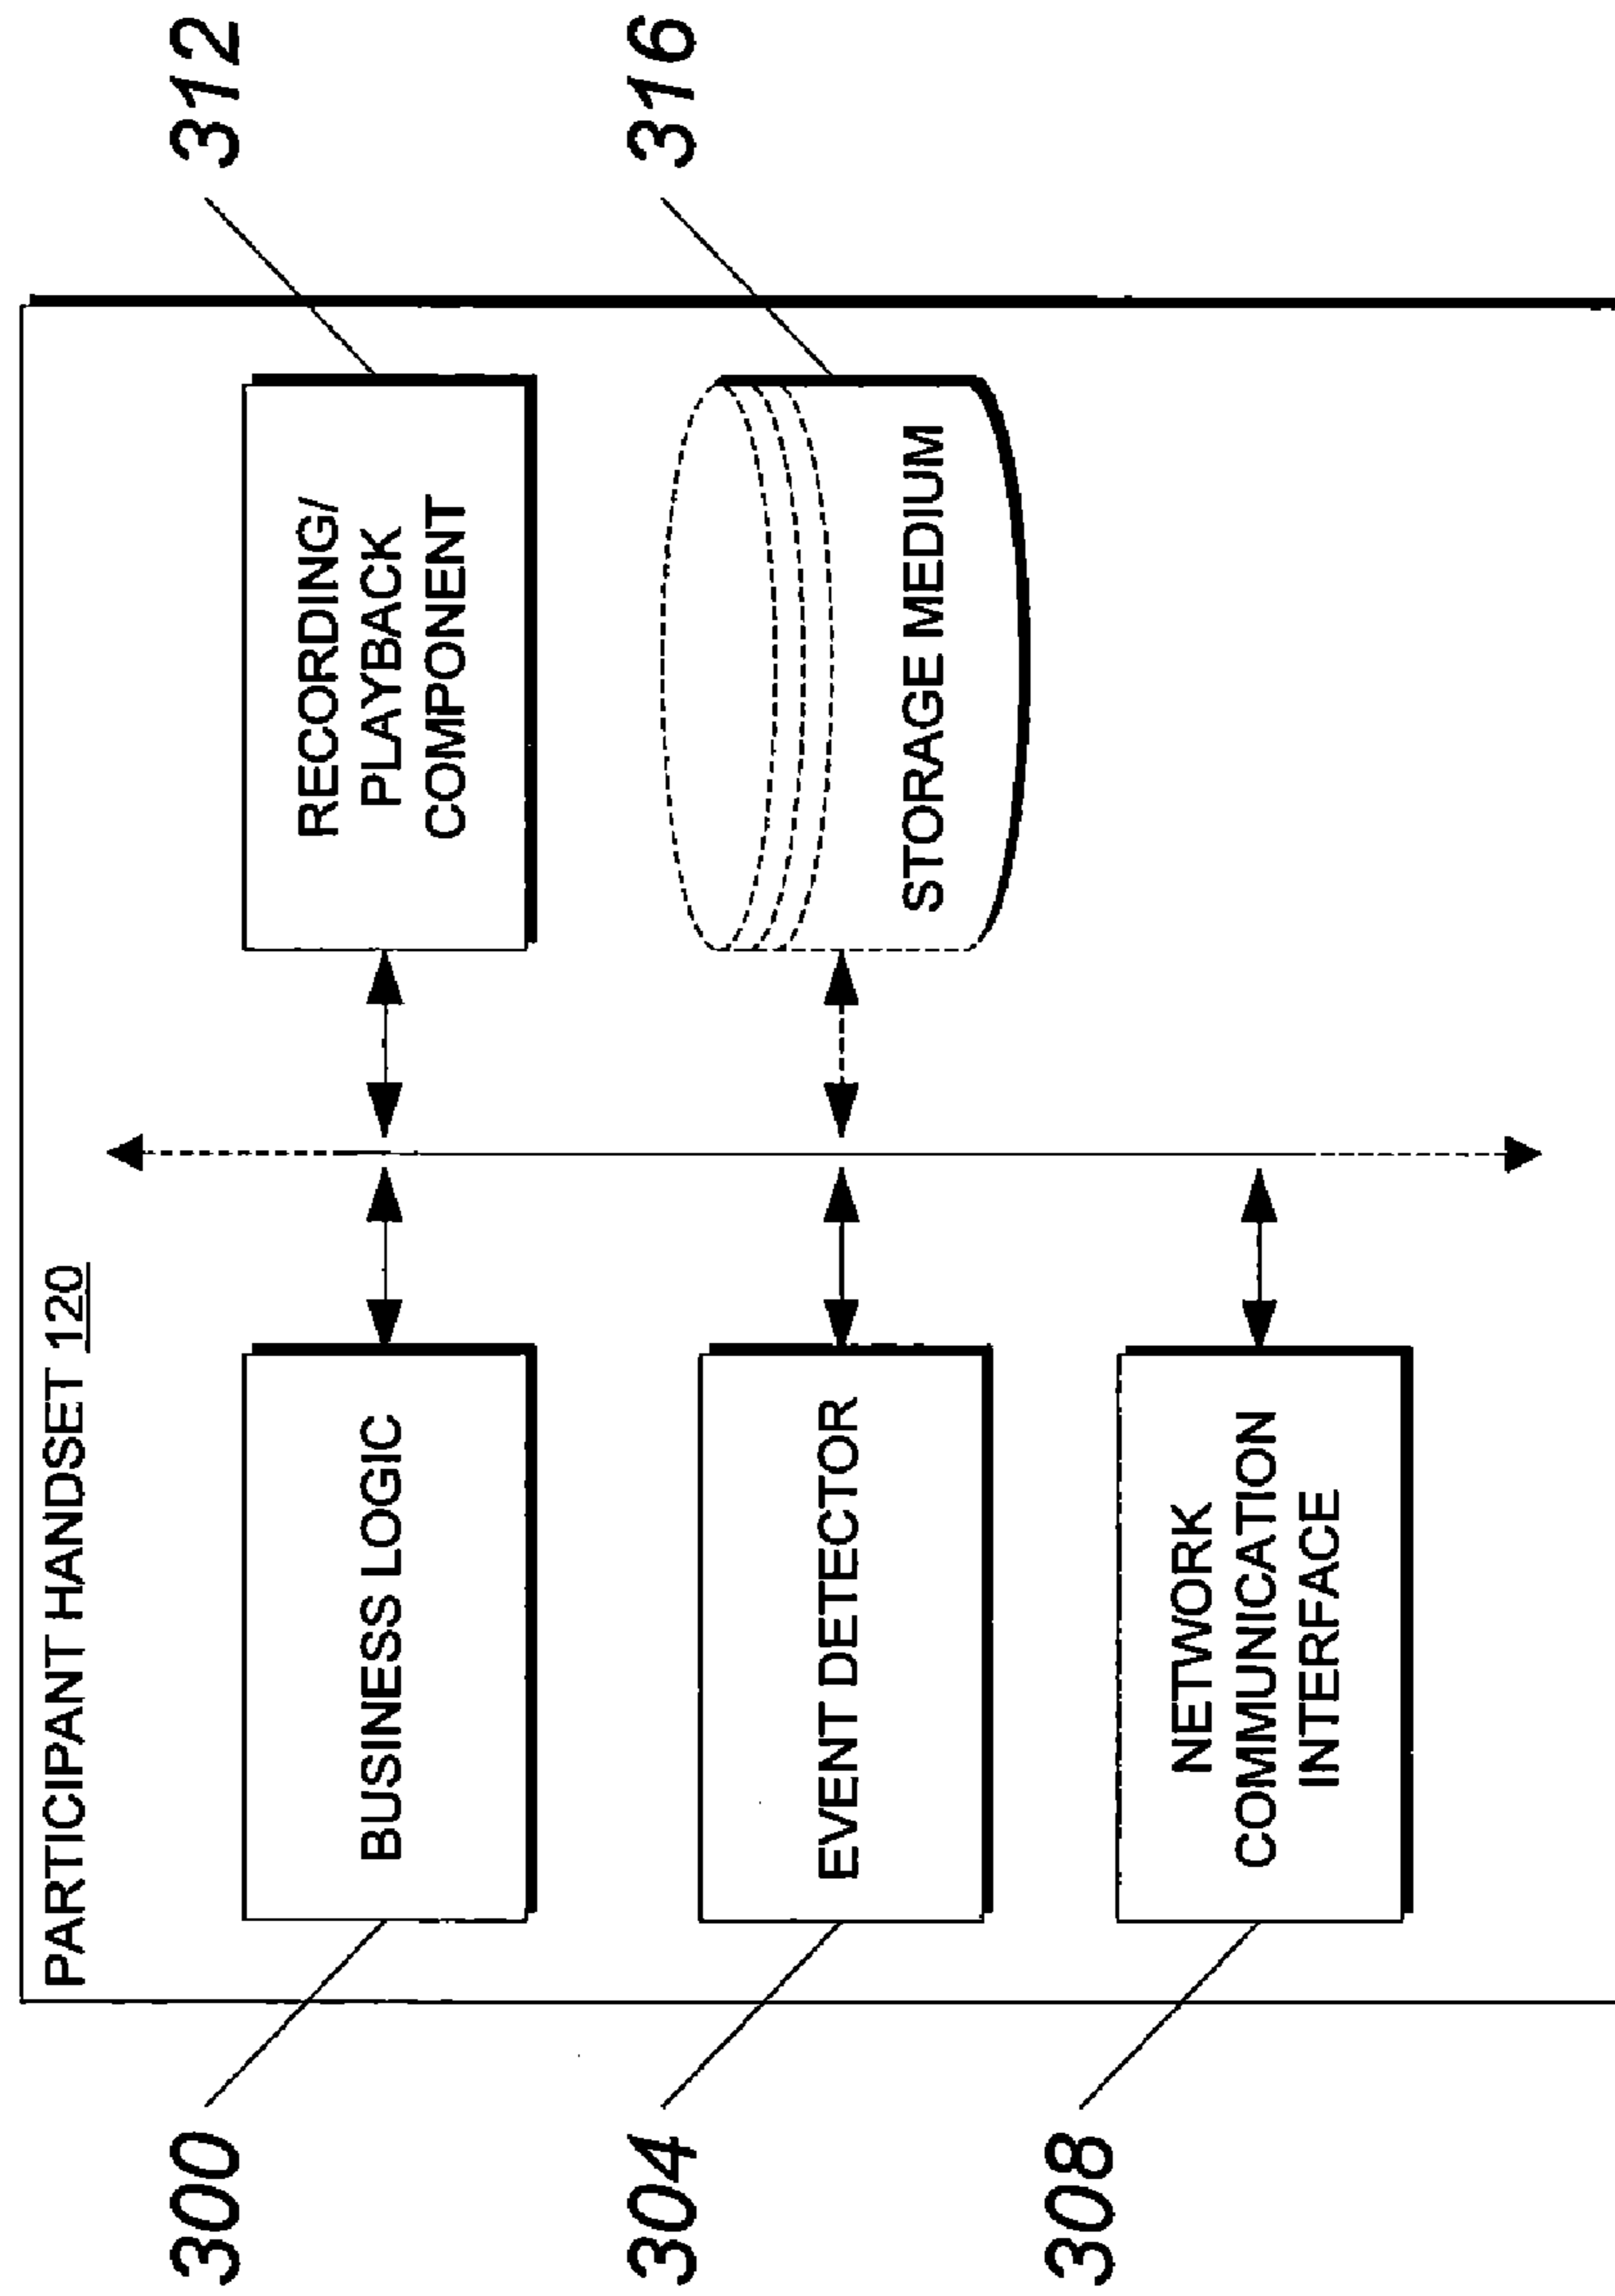 PARTICIPANT HANDSET 120
300
BUSINESS LOGIC
RECORDING/
PLAYBACK
COMPONENT
312
304
EVENT DETECTOR
STORAGE MEDIUM
316
308
NETWORK
COMMUNICATION
INTERFACE